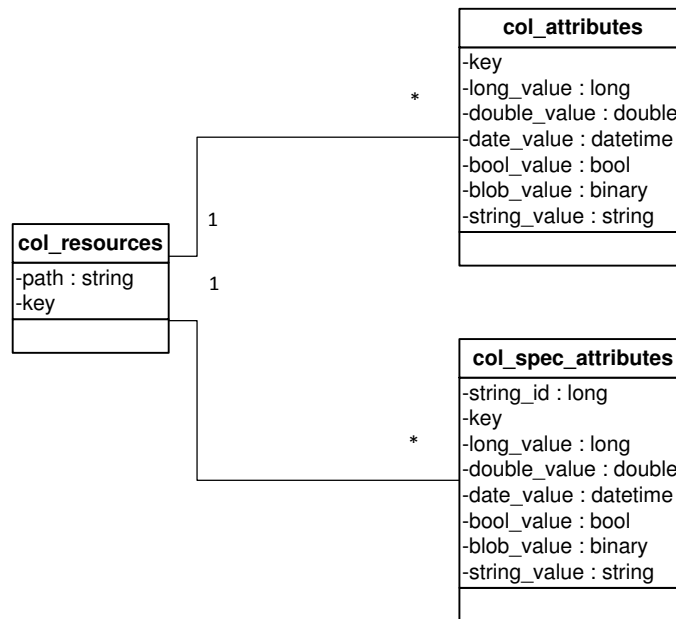 col_attributes
-key
-long_value : long
-double_value : double
-date_value : datetime
-bool_value : bool
-blob_value : binary
-string_value : string
*
1
col_resources
-path : string
-key
1
col_spec_attributes
-string_id : long
-key
-long_value : long
-double_value : double
-date_value : datetime
-bool_value : bool
-blob_value : binary
-string_value : string
*